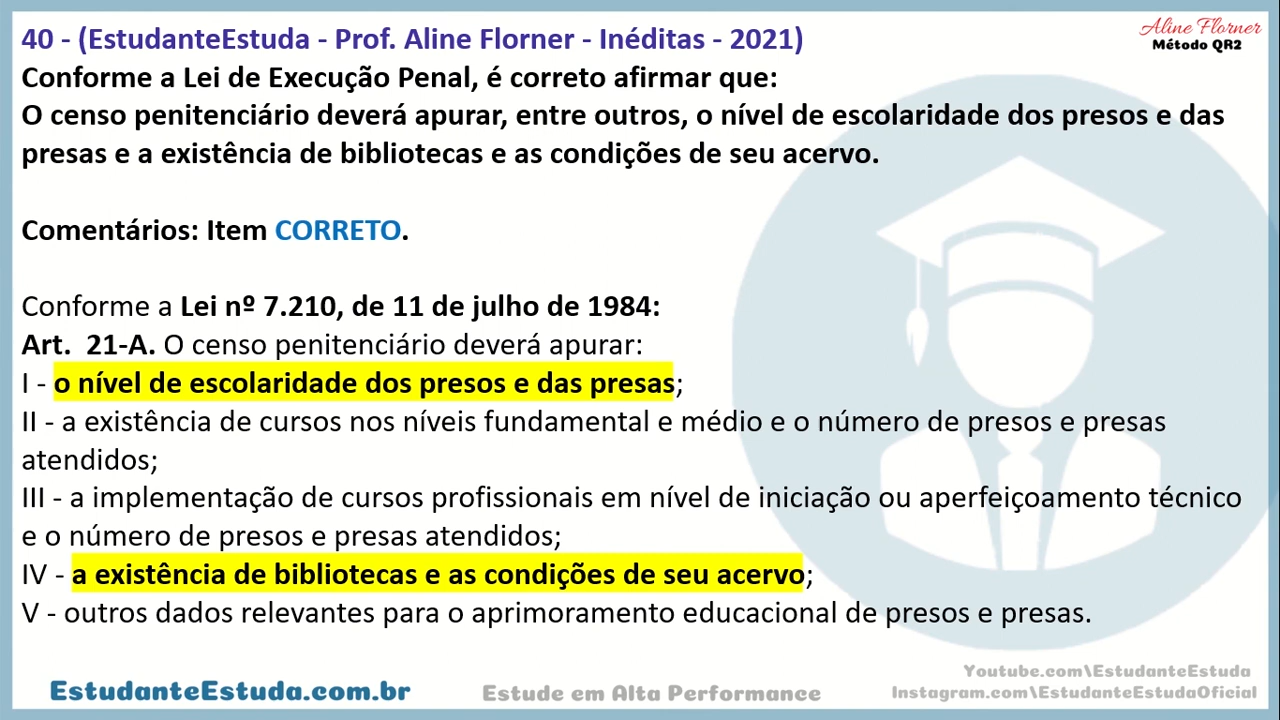 40 - (EstudanteEstuda - Prof. Aline Florner - Inéditas - 2021)
Aline Florner
Método QR2
Conforme a Lei de Execução Penal, é correto afirmar que:
O censo penitenciário deverá apurar, entre outros, o nível de escolaridade dos presos e das
presas e a existência de bibliotecas e as condições de seu acervo.
Comentários: Item CORRETO.
Conforme a Lei nº 7.210, de 11 de julho de 1984:
Art.  21-A. O censo penitenciário deverá apurar:
I - o nível de escolaridade dos presos e das presas;
II - a existência de cursos nos níveis fundamental e médio e o número de presos e presas
atendidos;
III - a implementação de cursos profissionais em nível de iniciação ou aperfeiçoamento técnico
e o número de presos e presas atendidos;
IV - a existência de bibliotecas e as condições de seu acervo;
V - outros dados relevantes para o aprimoramento educacional de presos e presas.
EstudanteEstuda.com.br
Estude em Alta Performance
Youtube.com\EstudanteEstuda
Instagram.com\EstudanteEstudaOficial